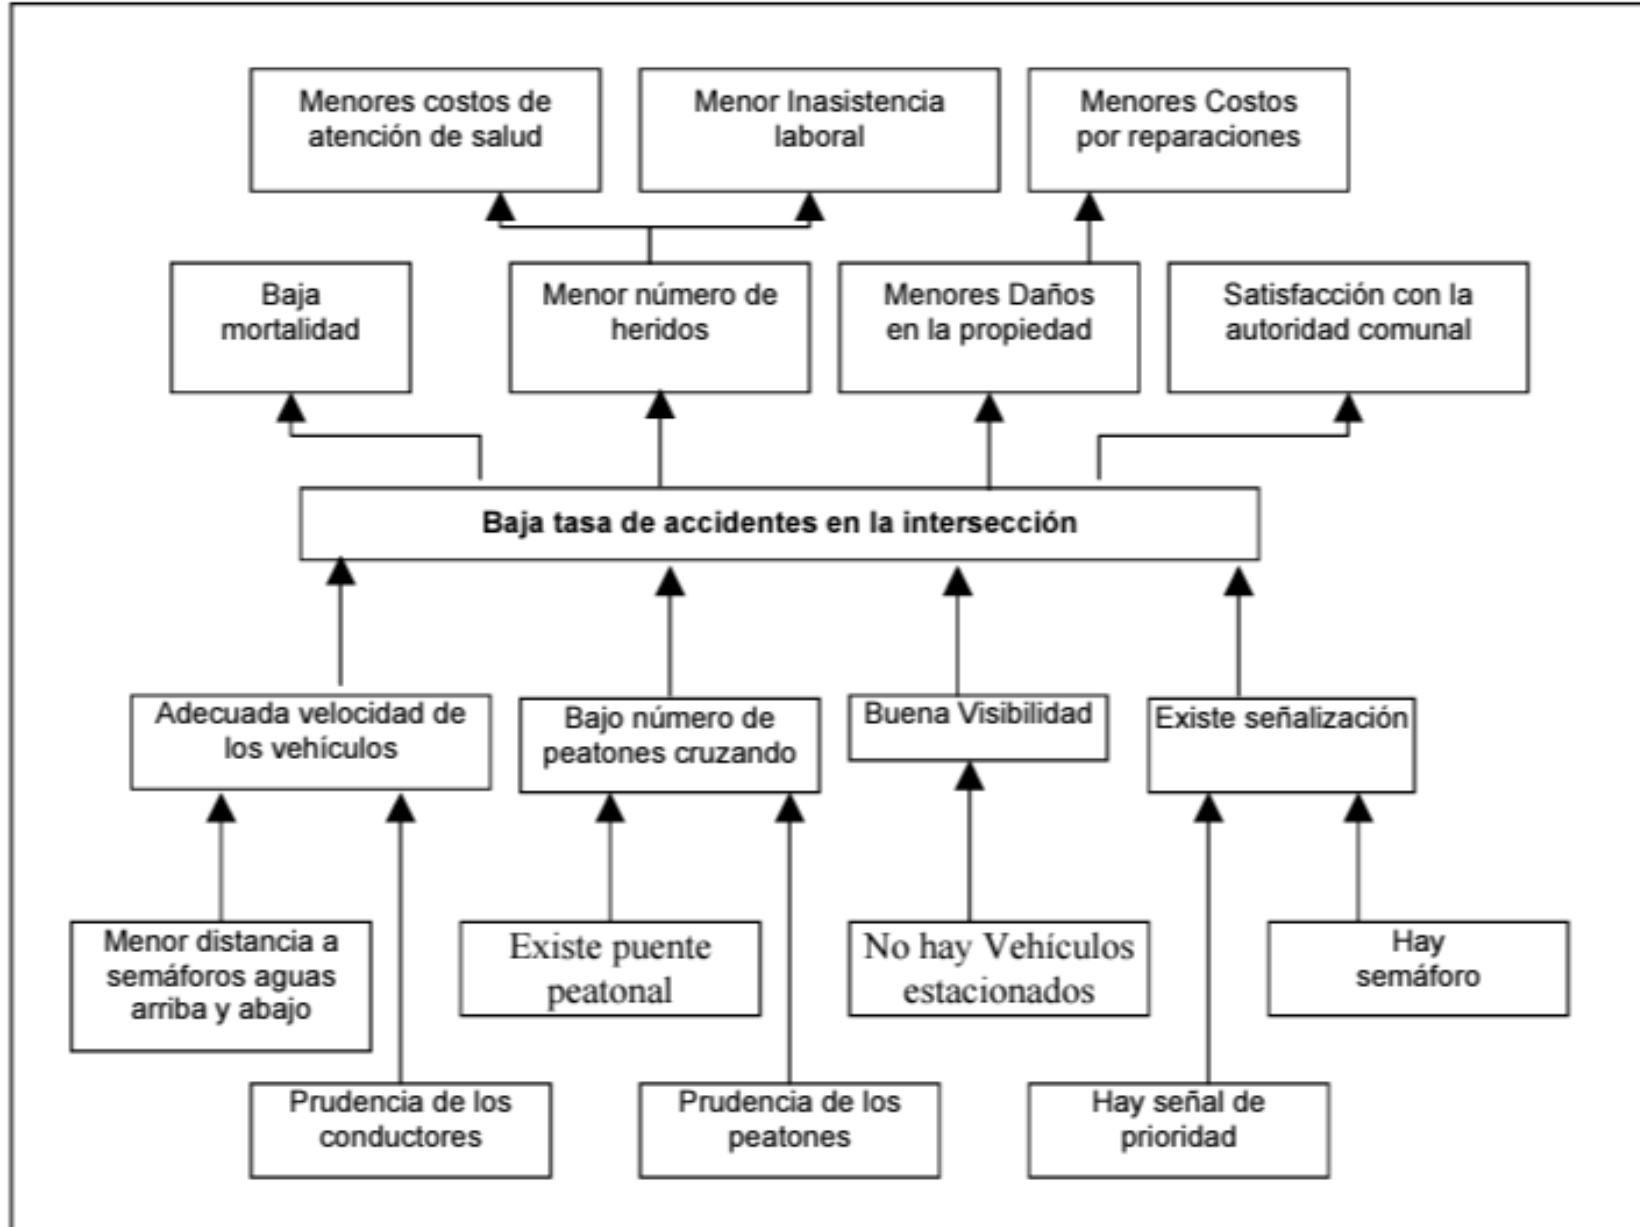 Menores costos de
atención de salud
Menor Inasistencia
laboral
Menores Costos
por reparaciones
Baja
mortalidad
Menor número de
heridos
Menores Daños
en la propiedad
Satisfacción con la
autoridad comunal
Baja tasa de accidentes en la intersección
Adecuada velocidad de
los vehículos
Bajo número de
peatones cruzando
Buena Visibilidad
Existe señalización
Menor distancia a
semáforos aguas
arriba y abajo
Existe puente
peatonal
No hay Vehículos
estacionados
Hay
semáforo
Prudencia de los
conductores
Prudencia de los
peatones
Hay señal de
prioridad